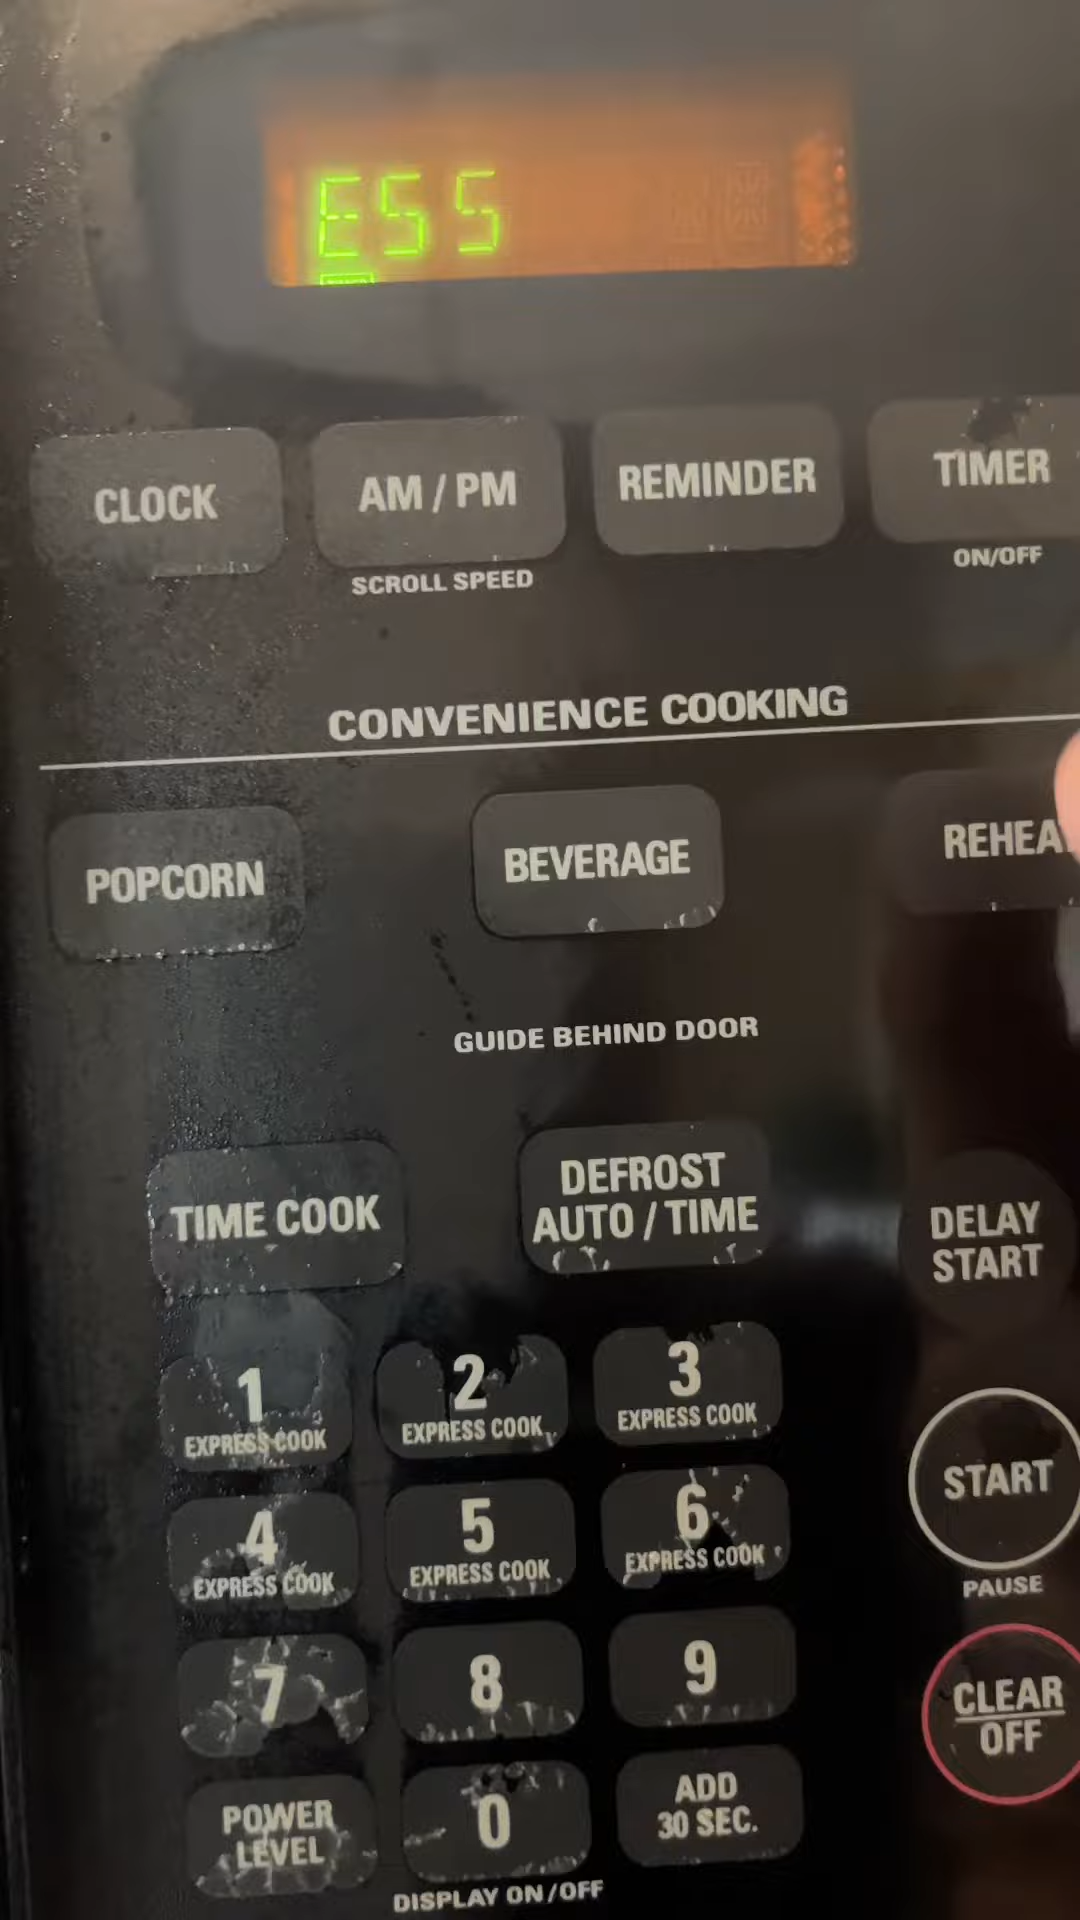 ESS
CLOCK
AM / PM
REMINDER
TIMER
SCROLL SPEED
ON/OFF
CONVENIENCE COOKING
POPCORN
BEVERAGE
REHEA
GUIDE BEHIND DOOR
TIME COOK
DEFROST
AUTO / TIME
DELAY
START
1
EXPRESS COOK
2
EXPRESS COOK
3
EXPRESS COOK
4
EXPRESS COOK
5
EXPRESS COOK
6
EXPRESS COOK
START
PAUSE
7
8
9
CLEAR
OFF
POWER
LEVEL
0
ADD
30 SEC.
DISPLAY ON/OFF